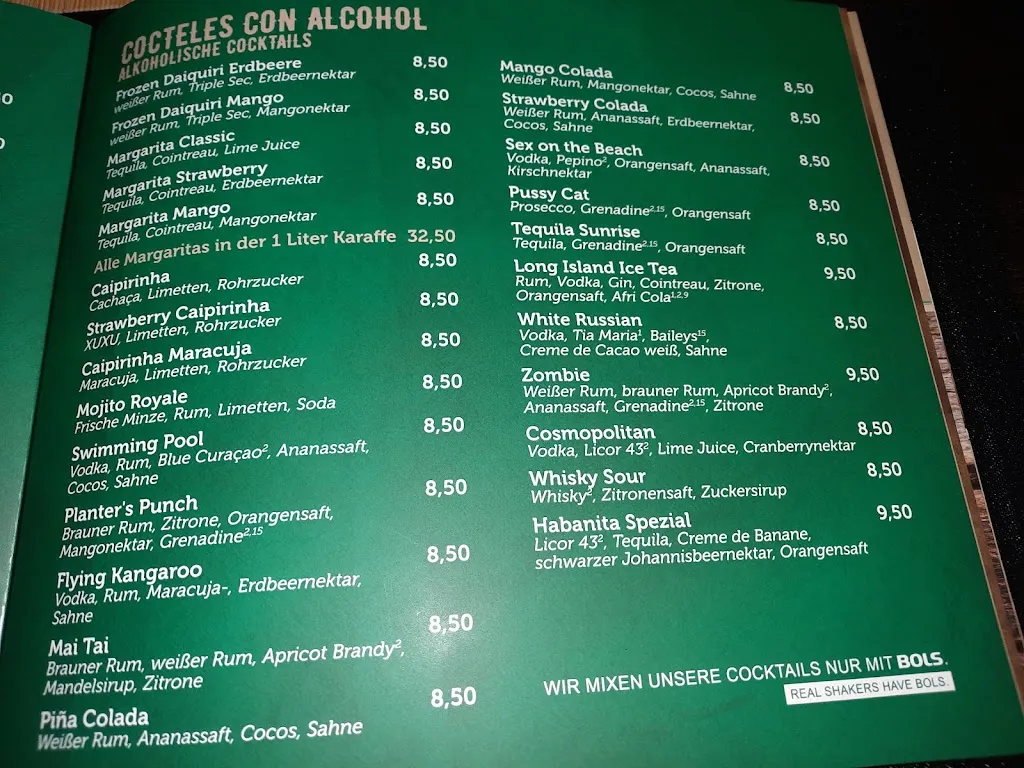 COCTELES CON ALCOHOL
ALKOHOLISCHE COCKTAILS
Frozen Daiquiri Erdbeere 8,50
weißer Rum, Triple Sec, Erdbeernektar
Frozen Daiquiri Mango 8,50
weißer Rum, Triple Sec, Mangonektar
Margarita Classic 8,50
Tequila, Cointreau, Lime Juice
Margarita Strawberry 8,50
Tequila, Cointreau, Erdbeernektar
Margarita Mango 8,50
Tequila, Cointreau, Mangonektar
Alle Margaritas in der 1 Liter Karaffe 32,50
Caipirinha 8,50
Cachaça, Limetten, Rohrzucker
Strawberry Caipirinha 8,50
XUXU, Limetten, Rohrzucker
Caipirinha Maracuja 8,50
Maracuja, Limetten, Rohrzucker
Mojito Royale 8,50
Frische Minze, Rum, Limetten, Soda
Swimming Pool 8,50
Vodka, Rum, Blue Curaçao², Ananassaft,
Cocos, Sahne
Planter's Punch 8,50
Brauner Rum, Zitrone, Orangensaft,
Mangonektar, Grenadine²,¹⁵
Flying Kangaroo 8,50
Vodka, Rum, Maracuja-, Erdbeernektar,
Sahne
Mai Tai 8,50
Brauner Rum, weißer Rum, Apricot Brandy²,
Mandelsirup, Zitrone
Piña Colada 8,50
Weißer Rum, Ananassaft, Cocos, Sahne
Mango Colada 8,50
Weißer Rum, Mangonektar, Cocos, Sahne
Strawberry Colada 8,50
Weißer Rum, Ananassaft, Erdbeernektar,
Cocos, Sahne
Sex on the Beach 8,50
Vodka, Pepino², Orangensaft, Ananassaft,
Kirschnektar
Pussy Cat 8,50
Prosecco, Grenadine²,¹⁵, Orangensaft
Tequila Sunrise 8,50
Tequila, Grenadine²,¹⁵, Orangensaft
Long Island Ice Tea 9,50
Rum, Vodka, Gin, Cointreau, Zitrone,
Orangensaft, Afri Cola¹,²,⁹
White Russian 8,50
Vodka, Tia Maria¹, Baileys¹⁵,
Creme de Cacao weiß, Sahne
Zombie 9,50
Weißer Rum, brauner Rum, Apricot Brandy²,
Ananassaft, Grenadine²,¹⁵, Zitrone
Cosmopolitan 8,50
Vodka, Licor 43², Lime Juice, Cranberrynektar
Whisky Sour 8,50
Whisky², Zitronensaft, Zuckersirup
Habanita Spezial 9,50
Licor 43², Tequila, Creme de Banane,
schwarzer Johannisbeernektar, Orangensaft
WIR MIXEN UNSERE COCKTAILS NUR MIT BOLS.
REAL SHAKERS HAVE BOLS.